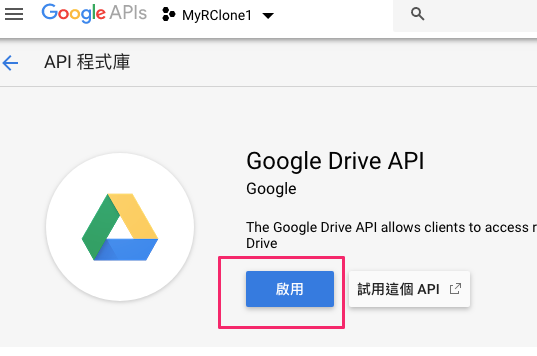 Google APIs MyRClone1
API 程式庫
Google Drive API
Google
The Google Drive API allows clients to access r
Drive
啟用 試用這個 API